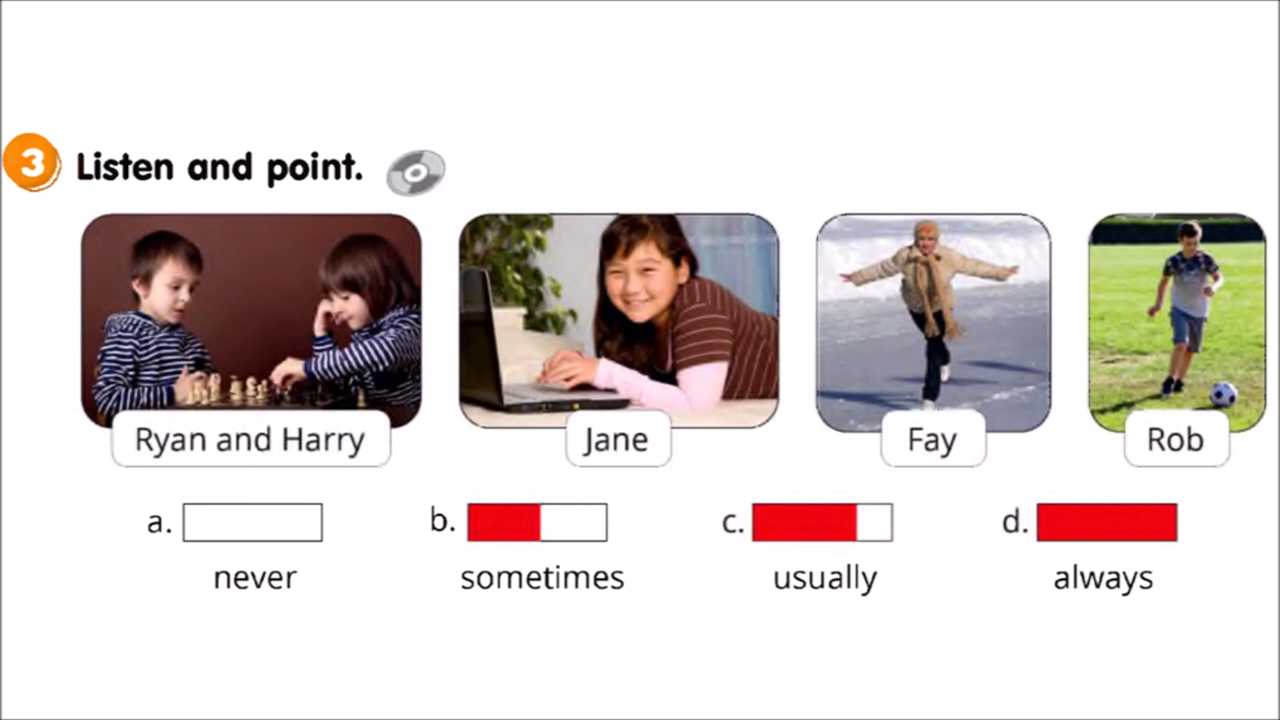 3 Listen and point.
Ryan and Harry
Jane
Fay
Rob
a.
b.
c.
d.
never
sometimes
usually
always